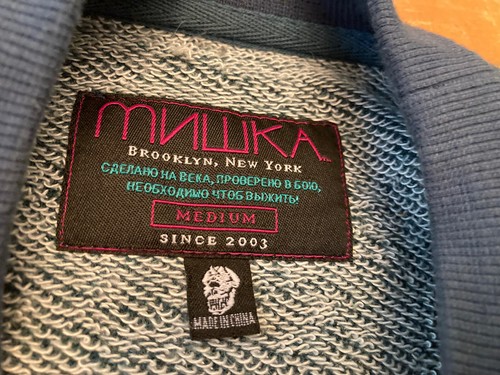 мишка
BROOKLYN, NEW YORK
СДЕЛАНО НА ВЕКА, ПРОВЕРЕНО В БОЮ,
НЕОБХОДИМО ЧТОБ ВЫЖИТЬ!
MEDIUM
SINCE 2003
MADE IN CHINA